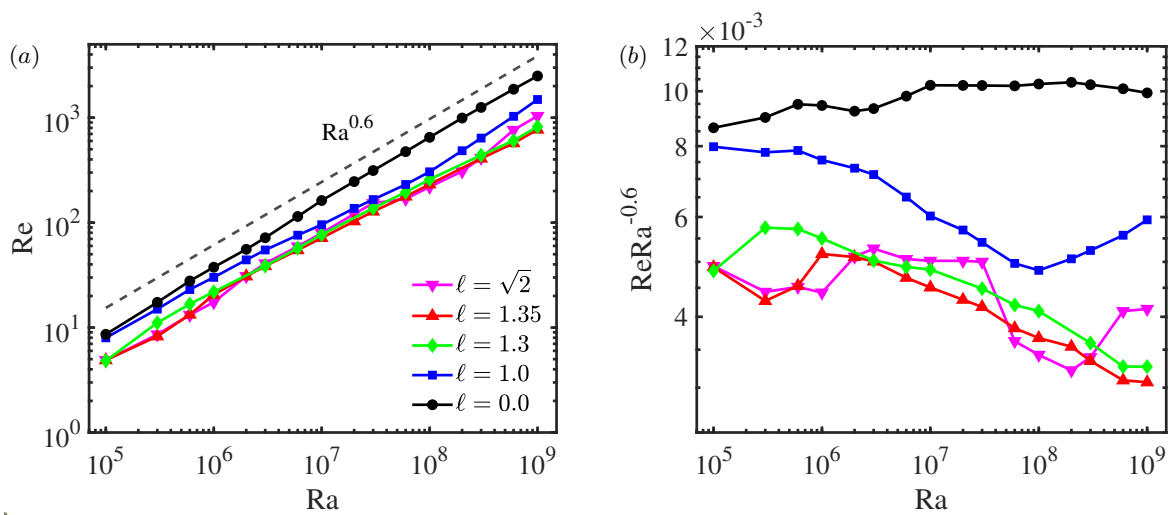 (a)
Re
10^3
10^2
10^1
10^0
Ra^0.6
ℓ = √2
ℓ = 1.35
ℓ = 1.3
ℓ = 1.0
ℓ = 0.0
10^5 10^6 10^7 10^8 10^9
Ra
(b)
×10^-3
ReRa^-0.6
12
10
8
6
4
10^5 10^6 10^7 10^8 10^9
Ra